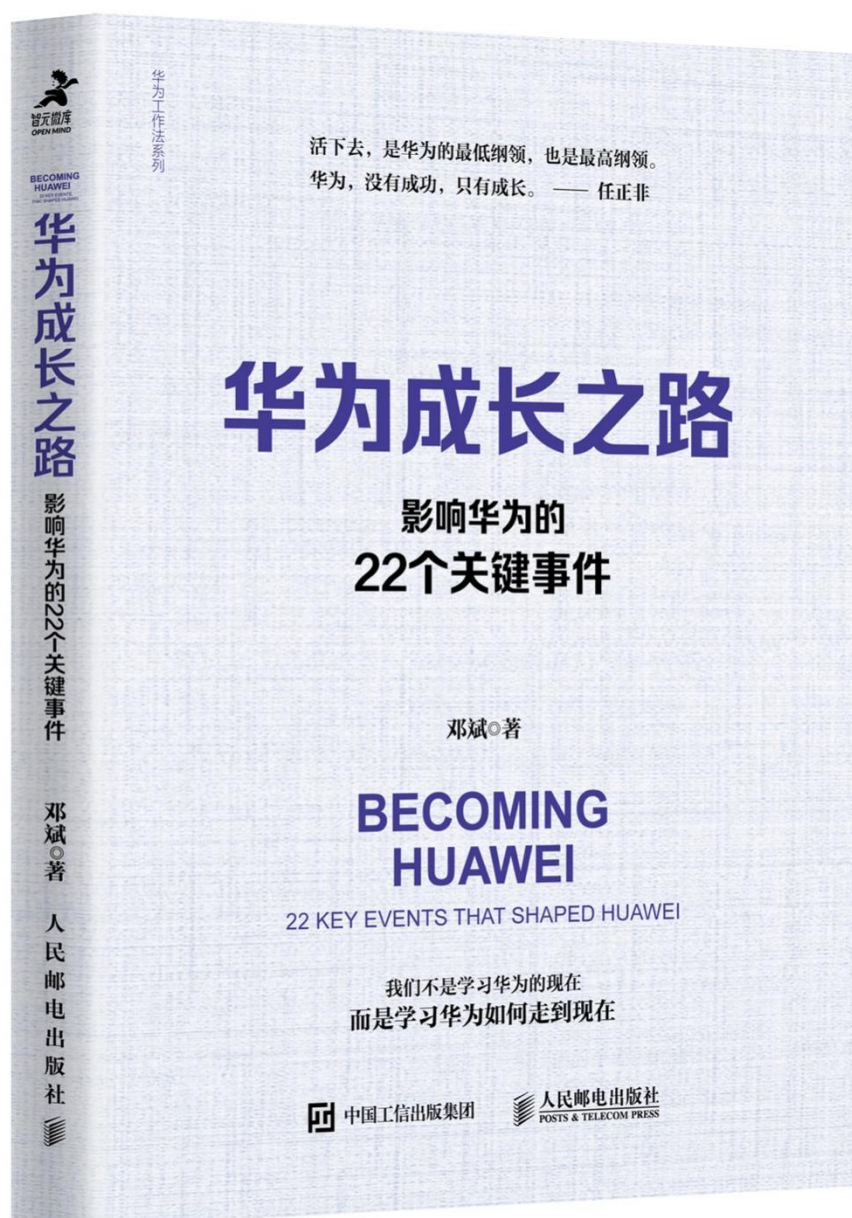 智元微库
OPEN MIND
BECOMING
HUAWEI
22 KEY EVENTS
THAT SHAPED HUAWEI
华为成长之路
影响华为的22个关键事件
邓斌◎著
人民邮电出版社
华为工作法系列
活下去，是华为的最低纲领，也是最高纲领。
华为，没有成功，只有成长。 —— 任正非
华为成长之路
影响华为的
22个关键事件
邓斌◎著
BECOMING
HUAWEI
22 KEY EVENTS THAT SHAPED HUAWEI
我们不是学习华为的现在
而是学习华为如何走到现在
中国工信出版集团
人民邮电出版社
POSTS & TELECOM PRESS